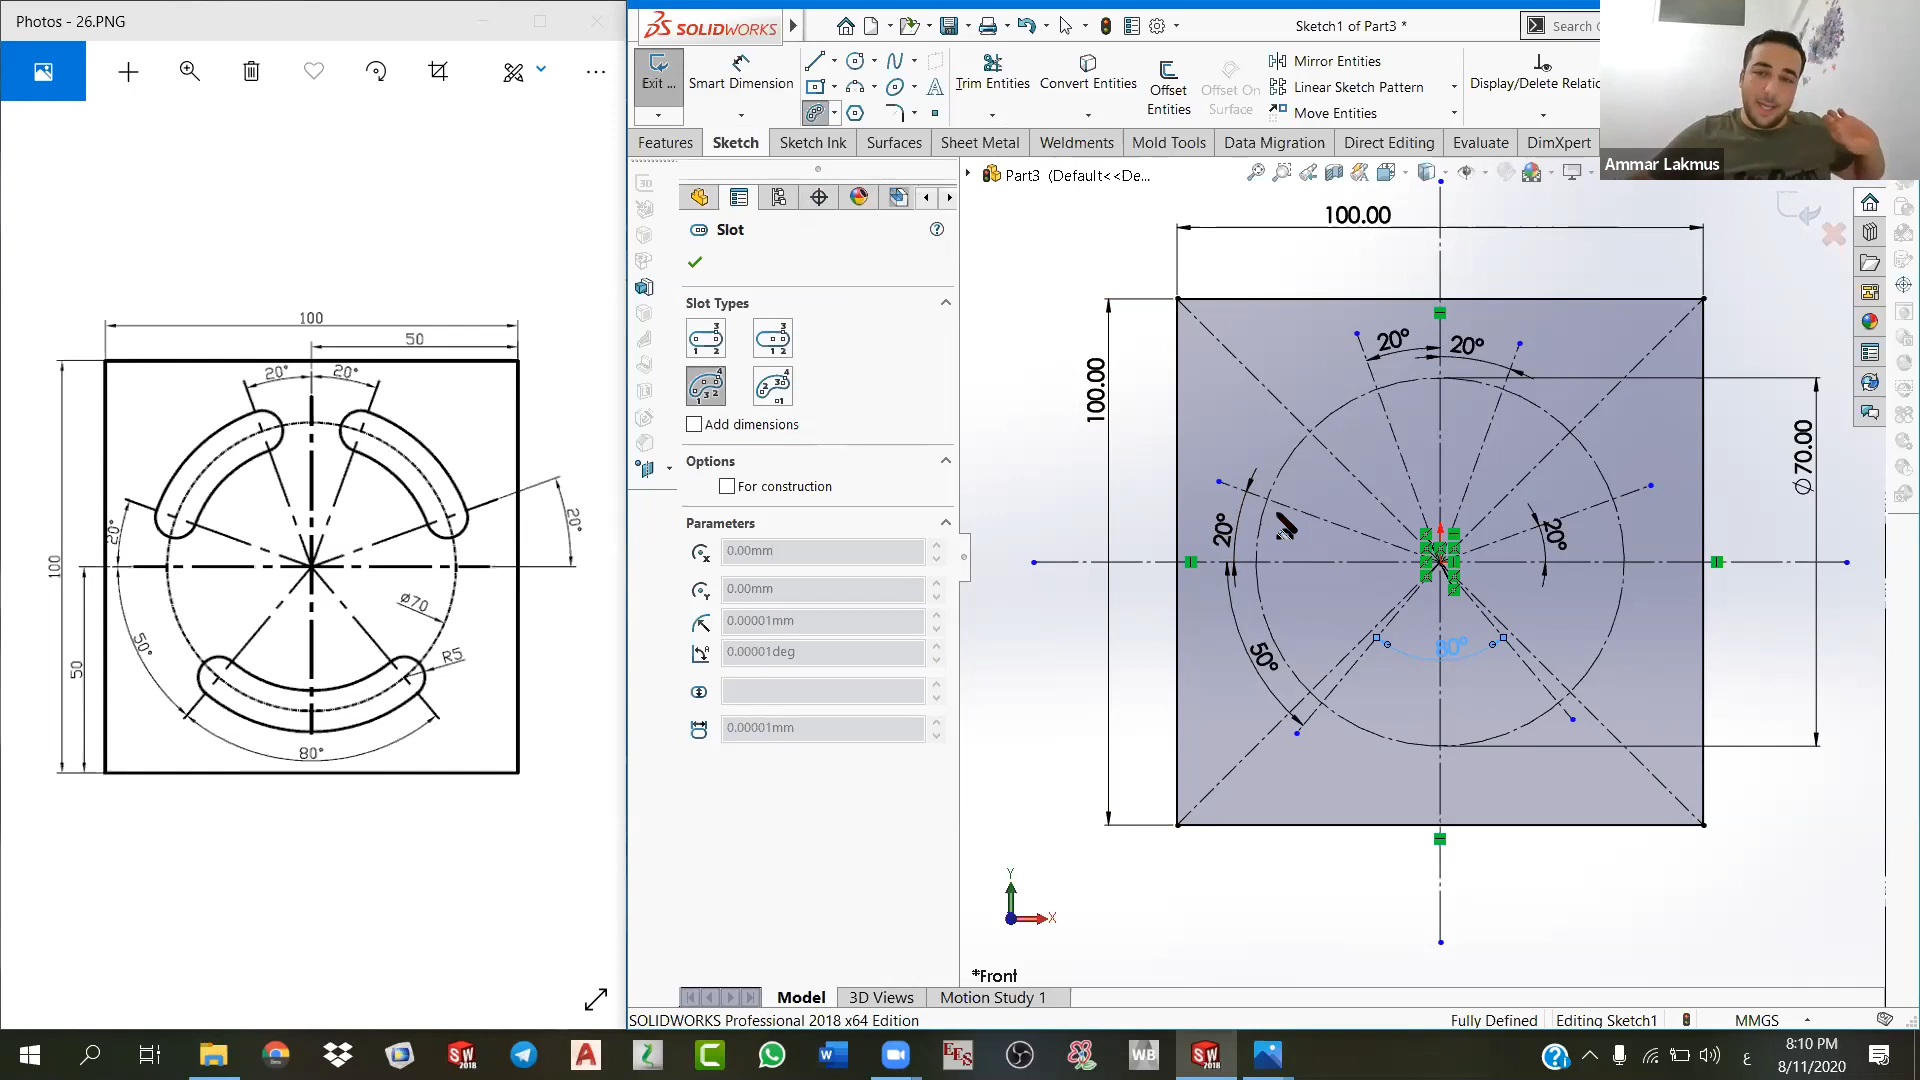 Photos - 26.PNG
100
50
20°
20°
20°
20°
100
50
50°
Ø70
R5
80°
SOLIDWORKS
Sketch1 of Part3 *
Search
Exit ...
Smart Dimension
Trim Entities
Convert Entities
Offset Entities
Offset On Surface
Mirror Entities
Linear Sketch Pattern
Move Entities
Display/Delete Relatio
Features
Sketch
Sketch Ink
Surfaces
Sheet Metal
Weldments
Mold Tools
Data Migration
Direct Editing
Evaluate
DimXpert
Ammar Lakmus
Part3 (Default<<De...
Slot
Slot Types
Add dimensions
Options
For construction
Parameters
0.00mm
0.00mm
0.00001mm
0.00001deg
0.00001mm
100.00
100.00
20°
20°
20°
20°
50°
80°
Ø70.00
Y
X
*Front
Model
3D Views
Motion Study 1
SOLIDWORKS Professional 2018 x64 Edition
Fully Defined
Editing Sketch1
MMGS
SW
2018
A
EES
WB
SW
2018
ع
8:10 PM
8/11/2020